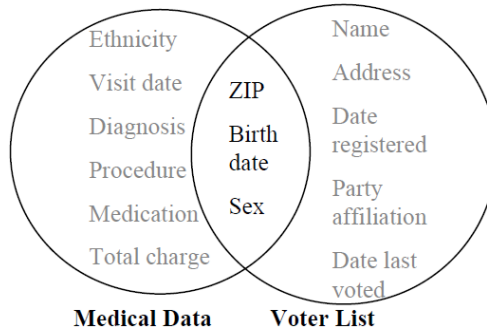 Ethnicity
Visit date
Diagnosis
Procedure
Medication
Total charge
ZIP
Birth
date
Sex
Name
Address
Date
registered
Party
affiliation
Date last
voted
Medical Data
Voter List